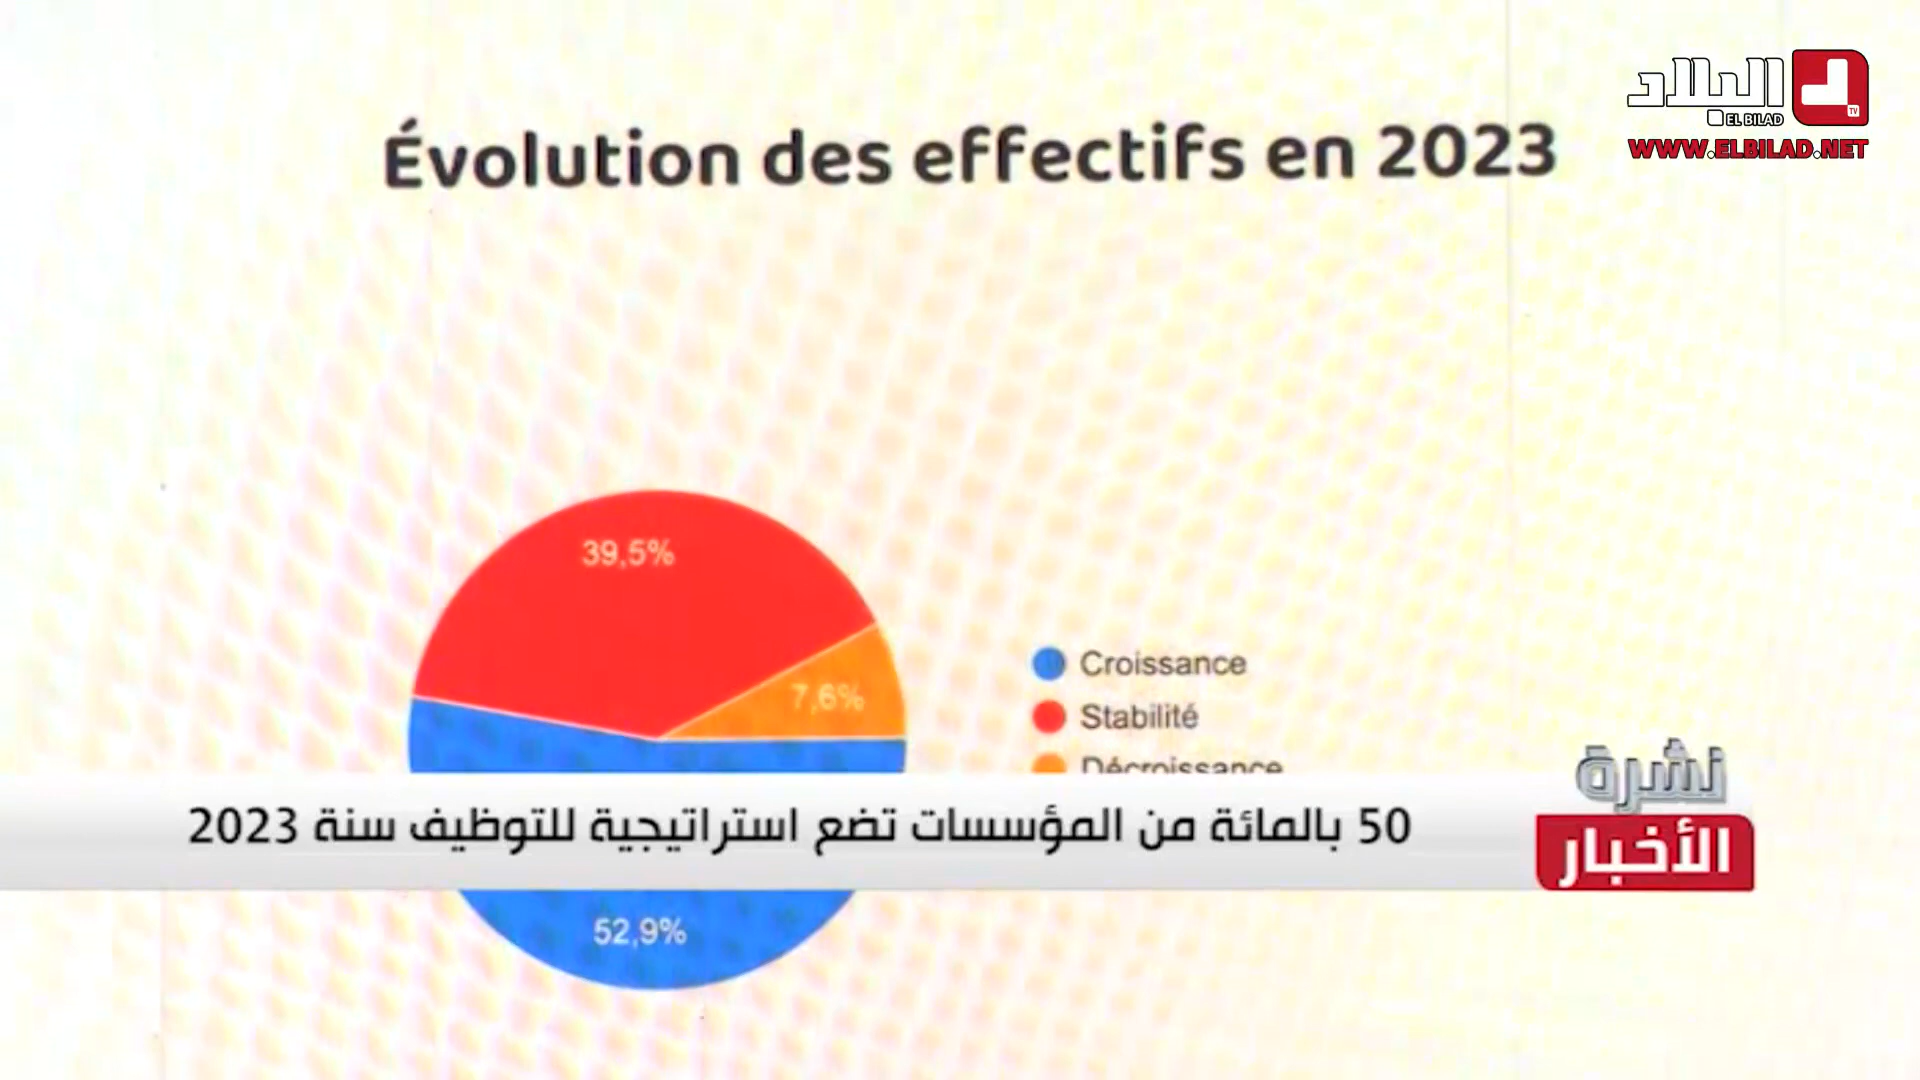 البلاد
EL BILAD
TV
WWW.ELBILAD.NET
Évolution des effectifs en 2023
39,5%
7,6%
52,9%
Croissance
Stabilité
Décroissance
نشرة
الأخبار
50 بالمائة من المؤسسات تضع استراتيجية للتوظيف سنة 2023